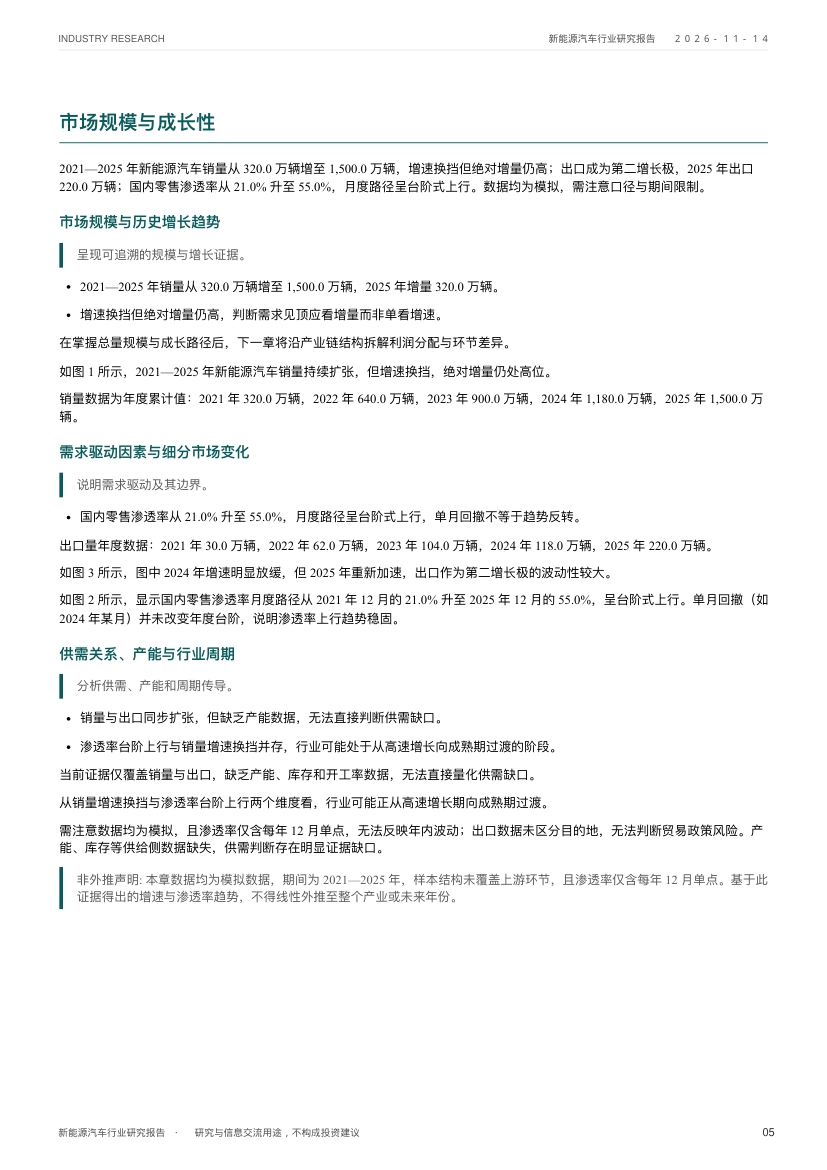 INDUSTRY RESEARCH
新能源汽车行业研究报告 2026-11-14
市场规模与成长性
2021—2025 年新能源汽车销量从 320.0 万辆增至 1,500.0 万辆，增速换挡但绝对增量仍高；出口成为第二增长极，2025 年出口
220.0 万辆；国内零售渗透率从 21.0% 升至 55.0%，月度路径呈台阶式上行。数据均为模拟，需注意口径与期间限制。
市场规模与历史增长趋势
呈现可追溯的规模与增长证据。
• 2021—2025 年销量从 320.0 万辆增至 1,500.0 万辆，2025 年增量 320.0 万辆。
• 增速换挡但绝对增量仍高，判断需求见顶应看增量而非单看增速。
在掌握总量规模与成长路径后，下一章将沿产业链结构拆解利润分配与环节差异。
如图 1 所示，2021—2025 年新能源汽车销量持续扩张，但增速换挡，绝对增量仍处高位。
销量数据为年度累计值：2021 年 320.0 万辆，2022 年 640.0 万辆，2023 年 900.0 万辆，2024 年 1,180.0 万辆，2025 年 1,500.0 万
辆。
需求驱动因素与细分市场变化
说明需求驱动及其边界。
• 国内零售渗透率从 21.0% 升至 55.0%，月度路径呈台阶式上行，单月回撤不等于趋势反转。
出口量年度数据：2021 年 30.0 万辆，2022 年 62.0 万辆，2023 年 104.0 万辆，2024 年 118.0 万辆，2025 年 220.0 万辆。
如图 3 所示，图中 2024 年增速明显放缓，但 2025 年重新加速，出口作为第二增长极的波动性较大。
如图 2 所示，显示国内零售渗透率月度路径从 2021 年 12 月的 21.0% 升至 2025 年 12 月的 55.0%，呈台阶式上行。单月回撤（如
2024 年某月）并未改变年度台阶，说明渗透率上行趋势稳固。
供需关系、产能与行业周期
分析供需、产能和周期传导。
• 销量与出口同步扩张，但缺乏产能数据，无法直接判断供需缺口。
• 渗透率台阶上行与销量增速换挡并存，行业可能处于从高速增长向成熟期过渡的阶段。
当前证据仅覆盖销量与出口，缺乏产能、库存和开工率数据，无法直接量化供需缺口。
从销量增速换挡与渗透率台阶上行两个维度看，行业可能正从高速增长期向成熟期过渡。
需注意数据均为模拟，且渗透率仅含每年 12 月单点，无法反映年内波动；出口数据未区分目的地，无法判断贸易政策风险。产
能、库存等供给侧数据缺失，供需判断存在明显证据缺口。
非外推声明: 本章数据均为模拟数据，期间为 2021—2025 年，样本结构未覆盖上游环节，且渗透率仅含每年 12 月单点。基于此
证据得出的增速与渗透率趋势，不得线性外推至整个产业或未来年份。
新能源汽车行业研究报告 · 研究与信息交流用途，不构成投资建议 05